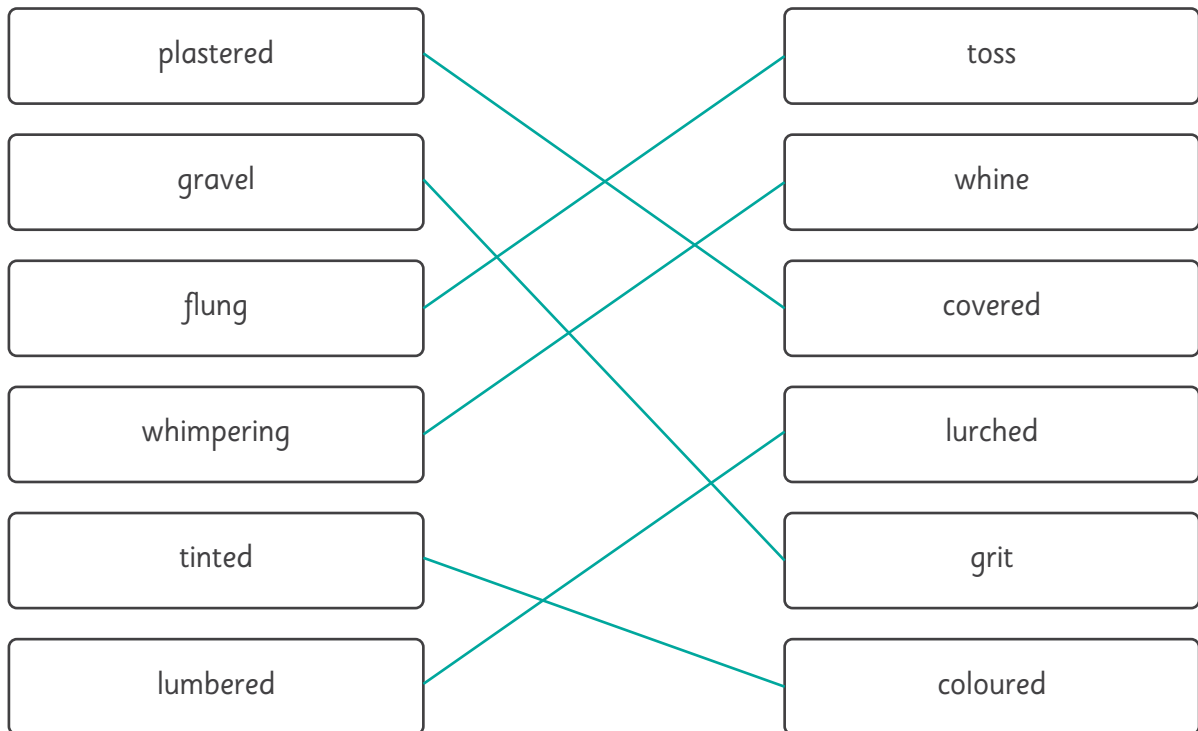 plastered
toss
gravel
whine
flung
covered
whimpering
lurched
tinted
grit
lumbered
coloured